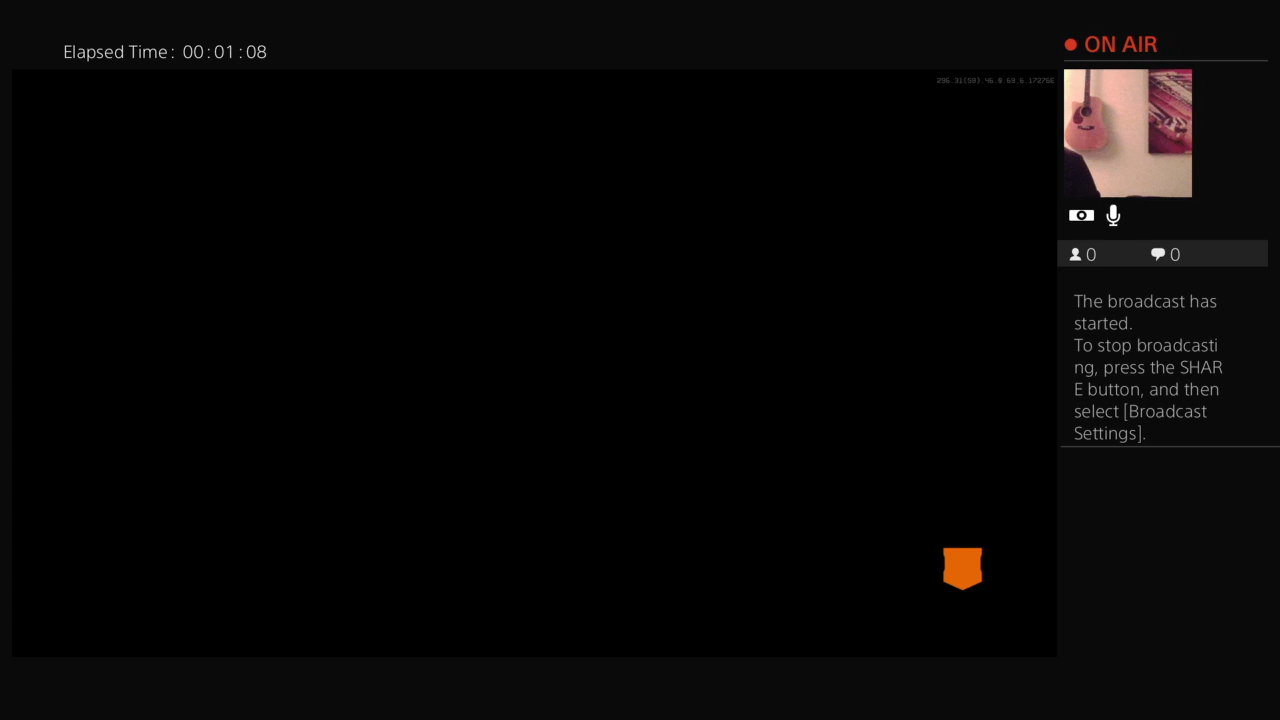 Elapsed Time: 00:01:08
ON AIR
0
0
The broadcast has
started.
To stop broadcasti
ng, press the SHAR
E button, and then
select [Broadcast
Settings].